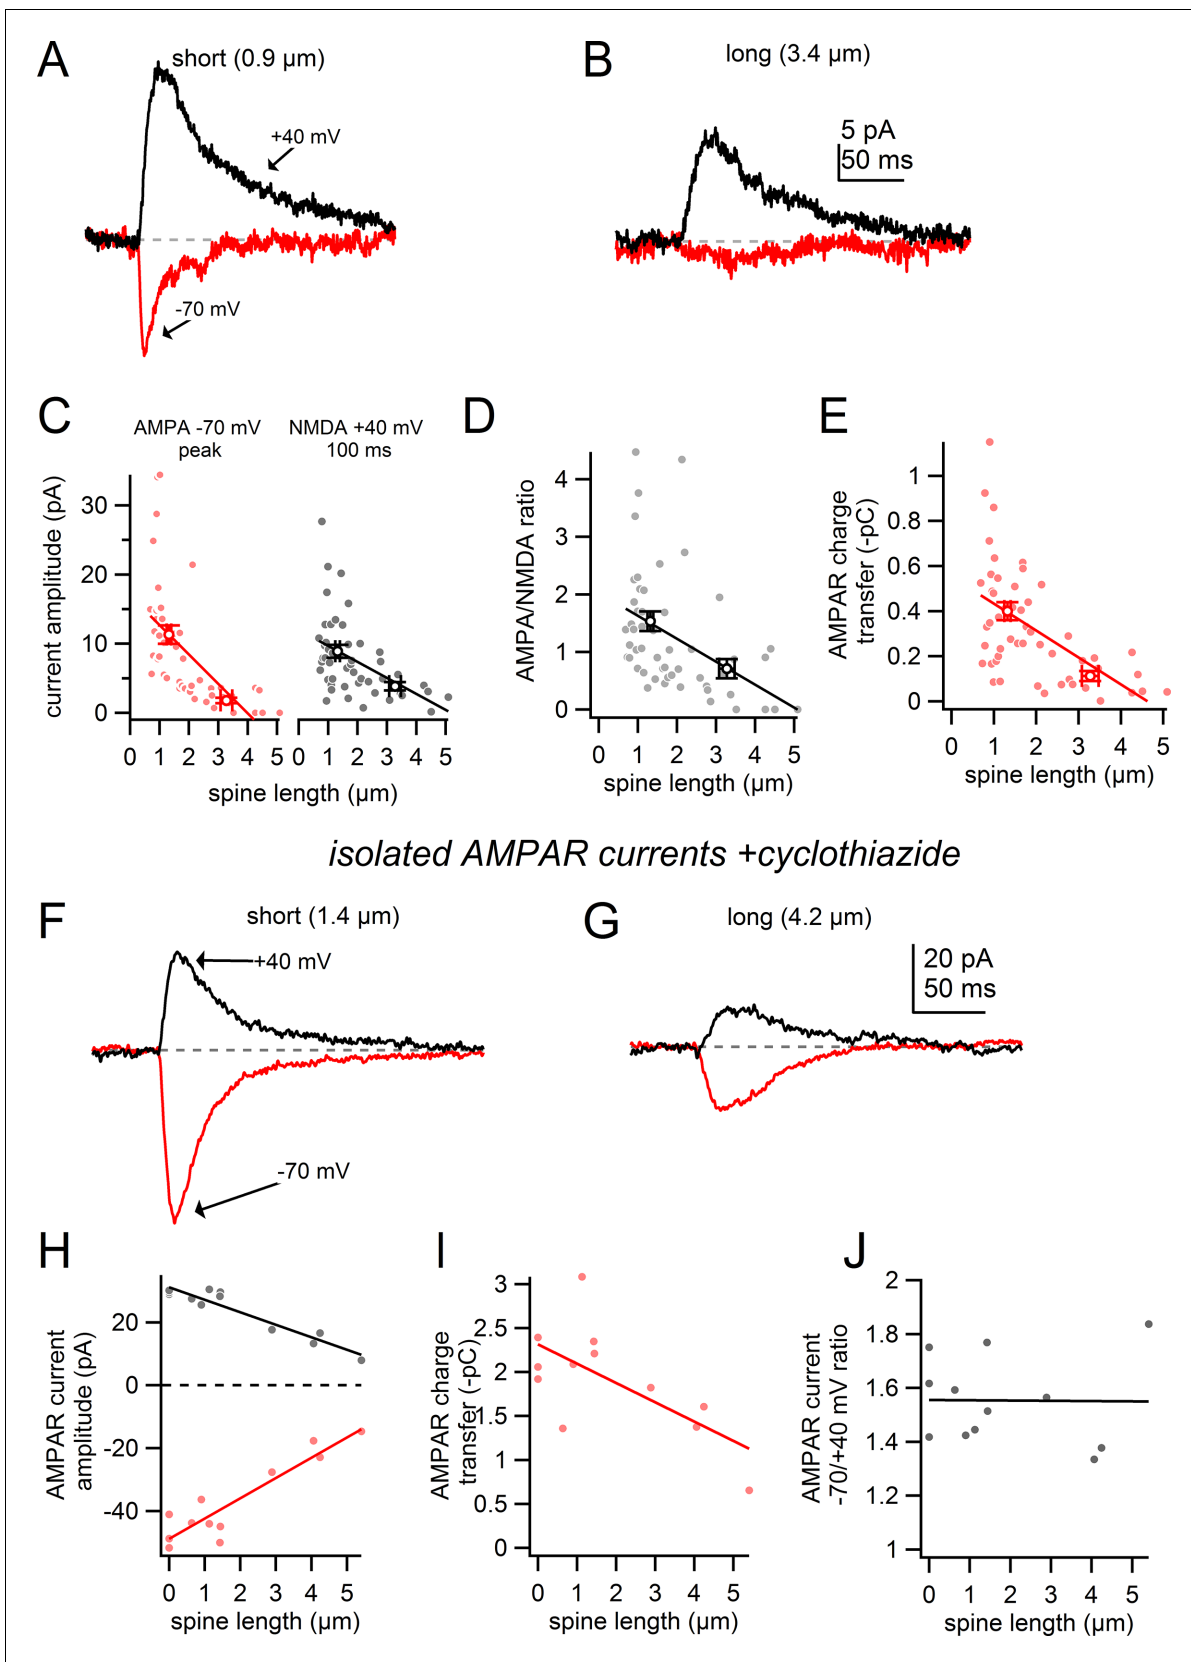 A
short (0.9 µm)
+40 mV
-70 mV
B
long (3.4 µm)
5 pA
50 ms
C
AMPA -70 mV
peak
NMDA +40 mV
100 ms
current amplitude (pA)
30
20
10
0
0 1 2 3 4 5
0 1 2 3 4 5
spine length (µm)
D
AMPA/NMDA ratio
4
3
2
1
0
0 1 2 3 4 5
spine length (µm)
E
AMPAR charge
transfer (-pC)
1
0.8
0.6
0.4
0.2
0
0 1 2 3 4 5
spine length (µm)
isolated AMPAR currents +cyclothiazide
F
short (1.4 µm)
+40 mV
-70 mV
G
long (4.2 µm)
20 pA
50 ms
H
AMPAR current
amplitude (pA)
20
0
-20
-40
0 1 2 3 4 5
spine length (µm)
I
AMPAR charge
transfer (-pC)
3
2.5
2
1.5
1
0.5
0
0 1 2 3 4 5
spine length (µm)
J
AMPAR current
-70/+40 mV ratio
2
1.8
1.6
1.4
1.2
1
0 1 2 3 4 5
spine length (µm)